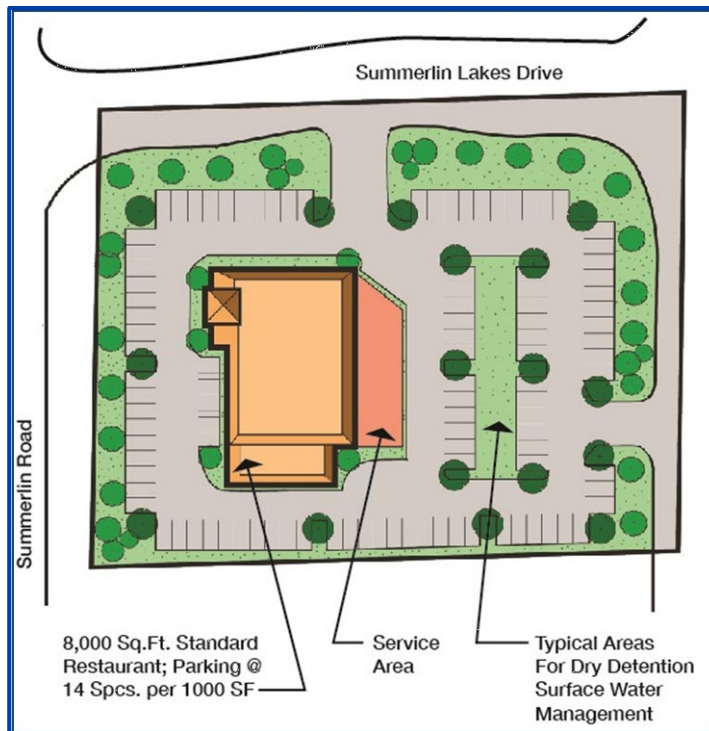 Summerlin Lakes Drive
Summerlin Road
8,000 Sq.Ft. Standard
Restaurant; Parking @
14 Spcs. per 1000 SF
Service
Area
Typical Areas
For Dry Detention
Surface Water
Management